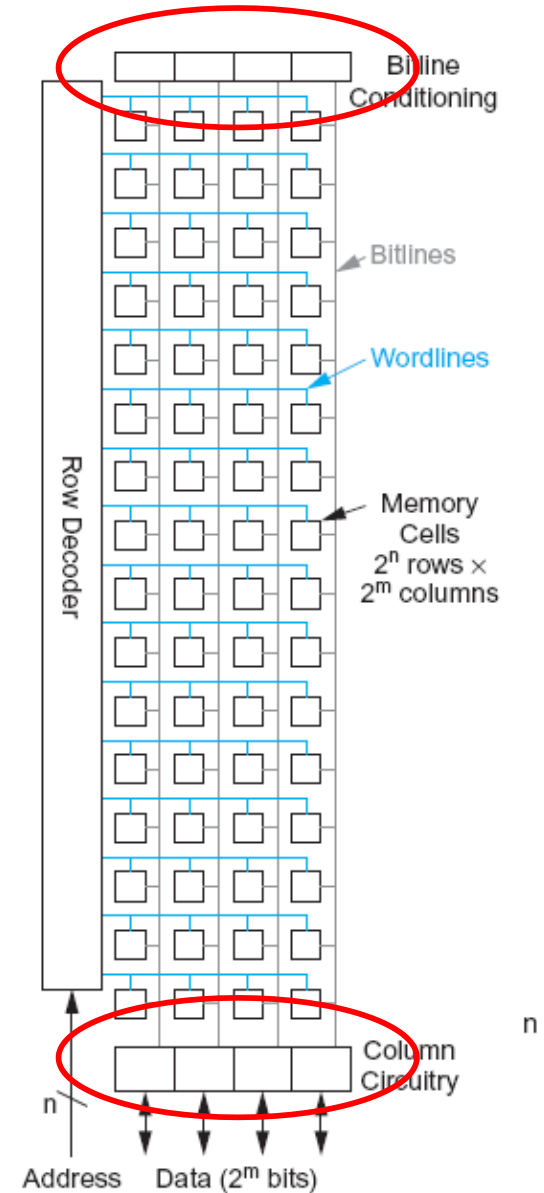 Bitline
Conditioning
Bitlines
Wordlines
Row Decoder
Memory
Cells
2ⁿ rows ×
2ᵐ columns
n
Column
Circuitry
n
Address
Data (2ᵐ bits)